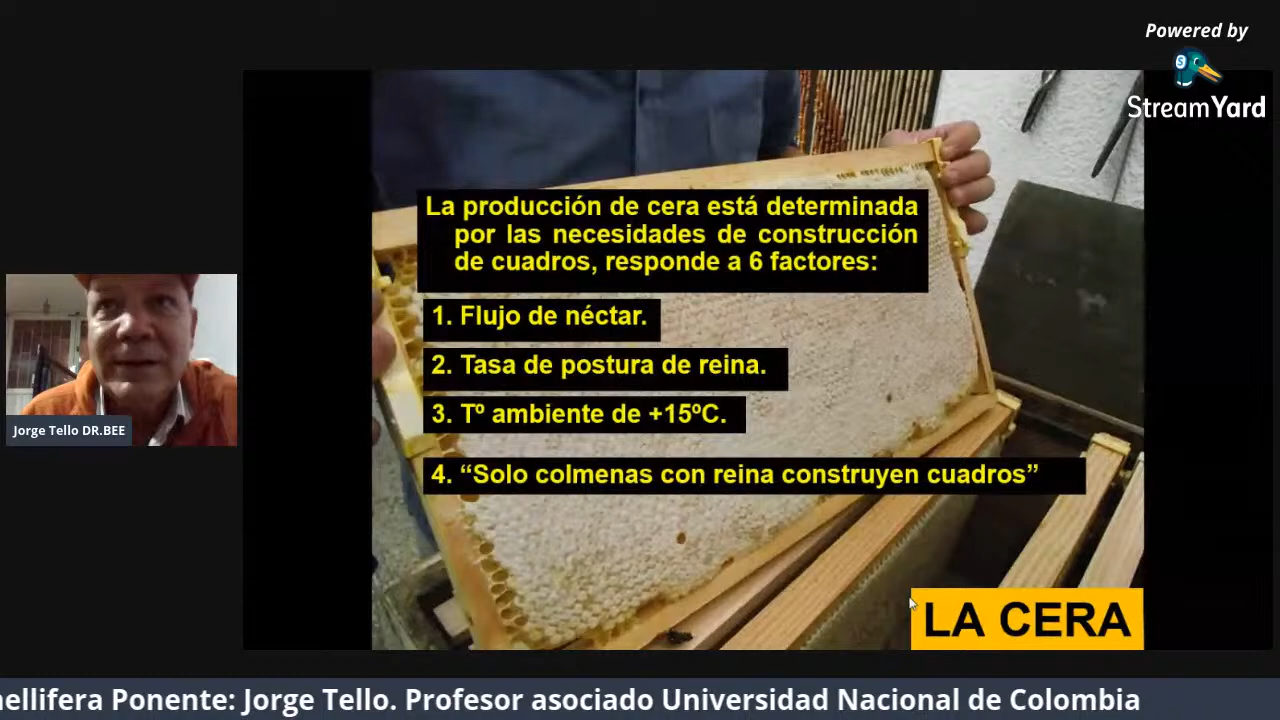 Powered by
StreamYard
La producción de cera está determinada
por las necesidades de construcción
de cuadros, responde a 6 factores:
1. Flujo de néctar.
2. Tasa de postura de reina.
3. Tº ambiente de +15ºC.
4. “Solo colmenas con reina construyen cuadros”
Jorge Tello DR.BEE
LA CERA
nellifera Ponente: Jorge Tello. Profesor asociado Universidad Nacional de Colombia